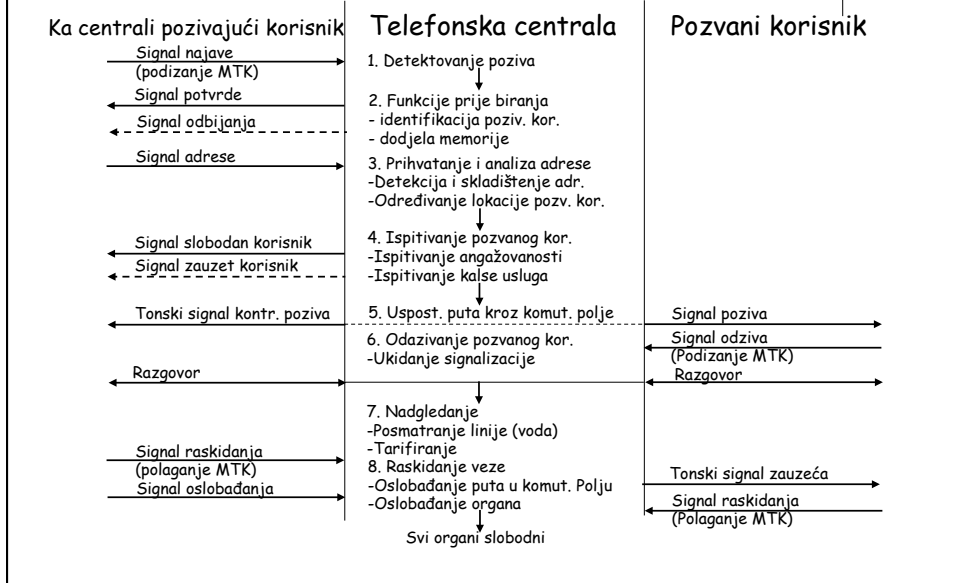 Ka centrali pozivajući korisnik
Signal najave
(podizanje MTK)
Signal potvrde
Signal odbijanja
Signal adrese
Signal slobodan korisnik
Signal zauzet korisnik
Tonski signal kontr. poziva
Razgovor
Signal raskidanja
(polaganje MTK)
Signal oslobađanja
Telefonska centrala
1. Detektovanje poziva
2. Funkcije prije biranja
- identifikacija poziv. kor.
- dodjela memorije
3. Prihvatanje i analiza adrese
-Detekcija i skladištenje adr.
-Određivanje lokacije pozv. kor.
4. Ispitivanje pozvanog kor.
-Ispitivanje angažovanosti
-Ispitivanje kalse usluga
5. Uspost. puta kroz komut. polje
6. Odazivanje pozvanog kor.
-Ukidanje signalizacije
7. Nadgledanje
-Posmatranje linije (voda)
-Tarifiranje
8. Raskidanje veze
-Oslobađanje puta u komut. Polju
-Oslobađanje organa
Svi organi slobodni
Pozvani korisnik
Signal poziva
Signal odziva
(Podizanje MTK)
Razgovor
Tonski signal zauzeća
Signal raskidanja
(Polaganje MTK)